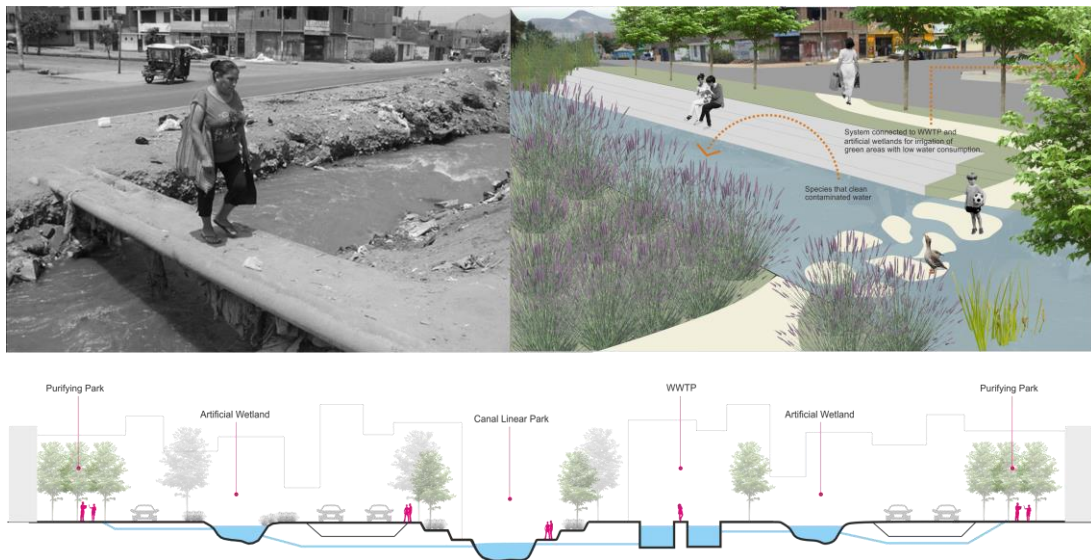 System connected to WWTP and
artificial wetlands for irrigation of
green areas with low water consumption.
Species that clean
contaminated water
Purifying Park
Artificial Wetland
Canal Linear Park
WWTP
Artificial Wetland
Purifying Park